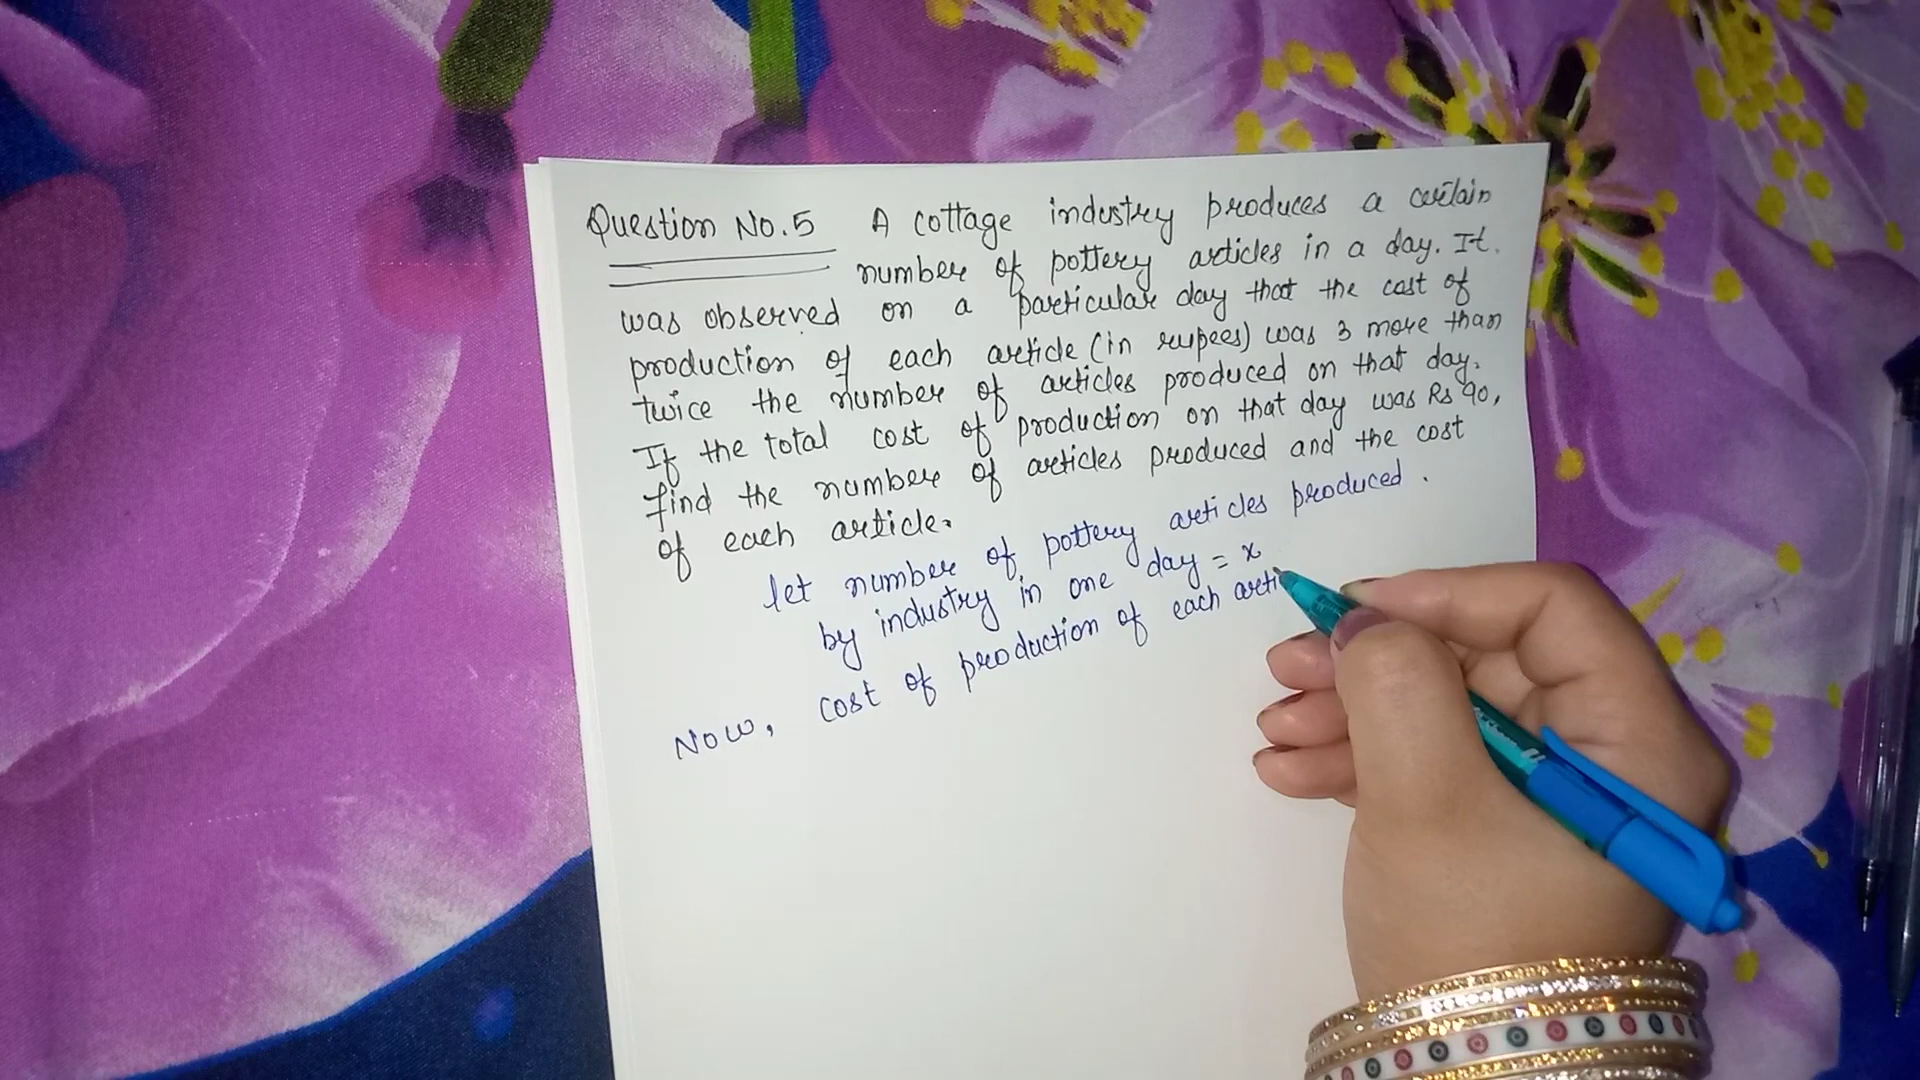 Question No.5 A cottage industry produces a certain
number of pottery articles in a day. It
was observed on a particular day that the cost of
production of each article (in rupees) was 3 more than
twice the number of articles produced on that day.
If the total cost of production on that day was Rs 90,
find the number of articles produced and the cost
of each article.
let number of pottery articles produced.
by industry in one day = x
Now, cost of production of each arti